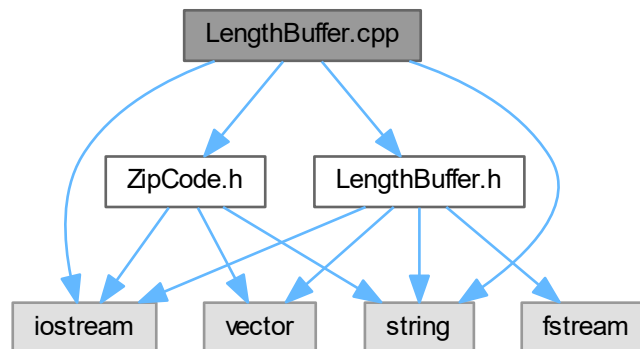 LengthBuffer.cpp
ZipCode.h
LengthBuffer.h
iostream
vector
string
fstream